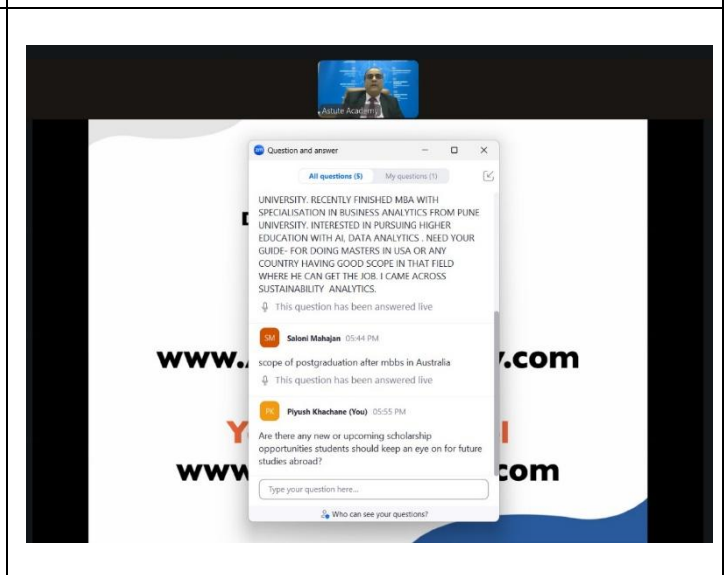 Astute Academy
Question and answer
All questions (5) My questions (1)
UNIVERSITY. RECENTLY FINISHED MBA WITH
SPECIALISATION IN BUSINESS ANALYTICS FROM PUNE
UNIVERSITY. INTERESTED IN PURSUING HIGHER
EDUCATION WITH AI, DATA ANALYTICS . NEED YOUR
GUIDE- FOR DOING MASTERS IN USA OR ANY
COUNTRY HAVING GOOD SCOPE IN THAT FIELD
WHERE HE CAN GET THE JOB. I CAME ACROSS
SUSTAINABILITY ANALYTICS.
This question has been answered live
SM Saloni Mahajan 05:44 PM
scope of postgraduation after mbbs in Australia
This question has been answered live
PK Piyush Khachane (You) 05:55 PM
Are there any new or upcoming scholarship
opportunities students should keep an eye on for future
studies abroad?
Type your question here...
Who can see your questions?
www. .com
www .com